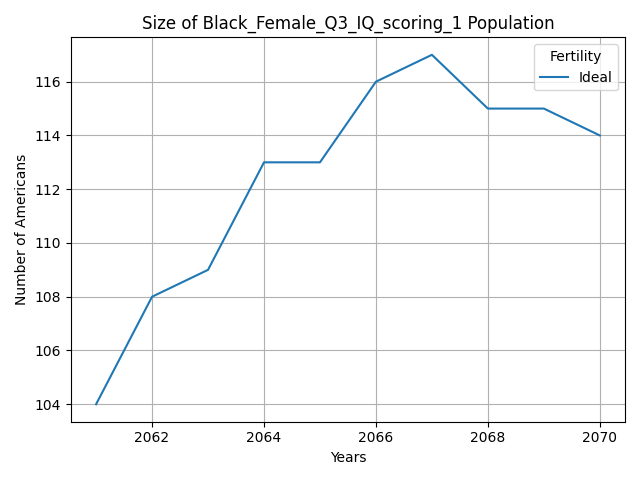 Size of Black_Female_Q3_IQ_scoring_1 Population
Fertility
Ideal
Number of Americans
116
114
112
110
108
106
104
2062 2064 2066 2068 2070
Years